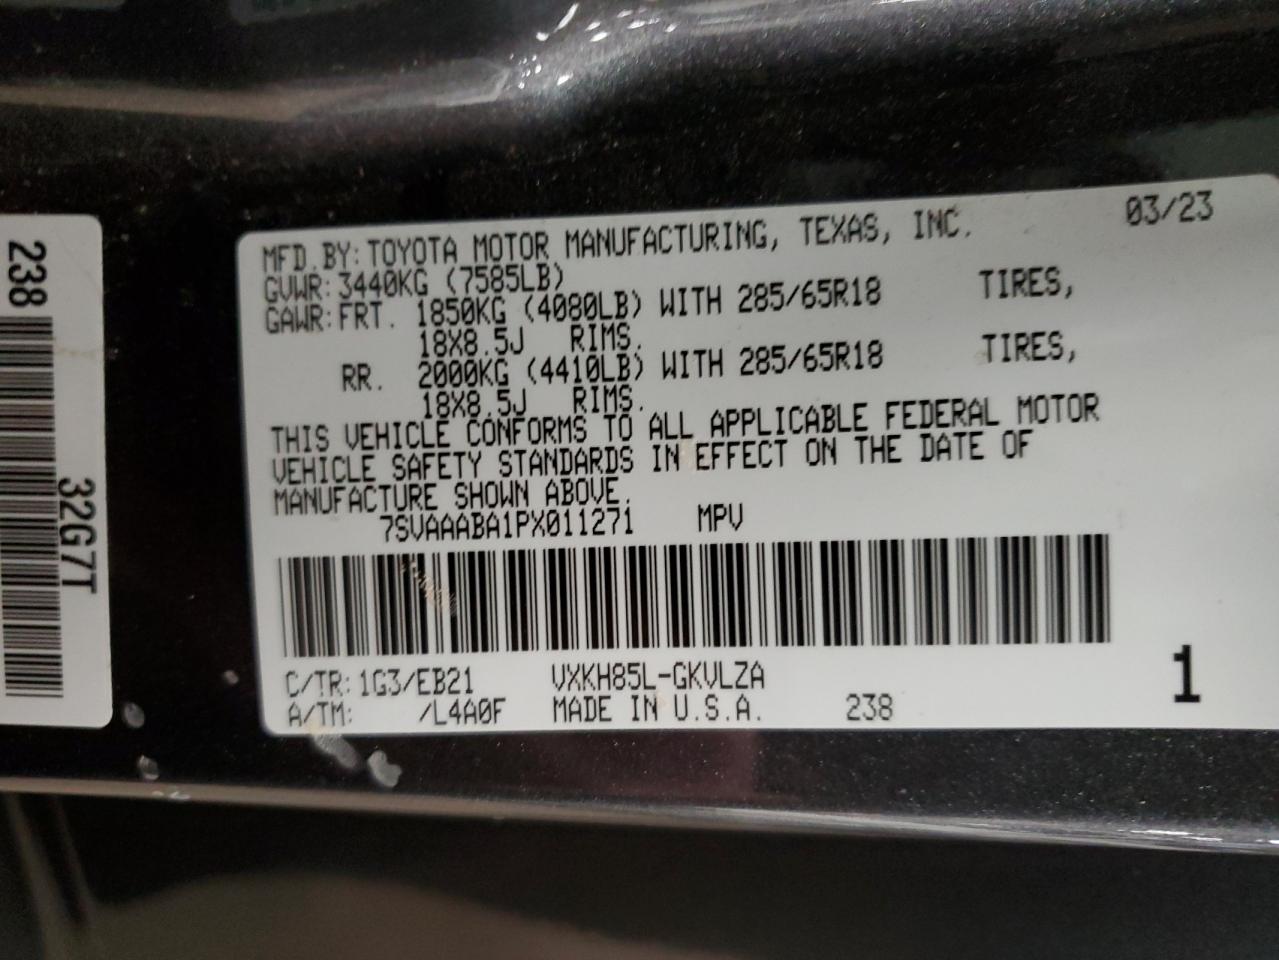 238
32G7T
MFD.BY:TOYOTA MOTOR MANUFACTURING, TEXAS, INC. 03/23
GVWR:3440KG (7585LB)
GAWR:FRT. 1850KG (4080LB) WITH 285/65R18 TIRES,
18X8.5J RIMS.
RR. 2000KG (4410LB) WITH 285/65R18 TIRES,
18X8.5J RIMS.
THIS VEHICLE CONFORMS TO ALL APPLICABLE FEDERAL MOTOR
VEHICLE SAFETY STANDARDS IN EFFECT ON THE DATE OF
MANUFACTURE SHOWN ABOVE.
7SVAAABA1PX011271 MPV
C/TR:1G3/EB21 VXKH85L-GKVLZA
A/TM: /L4A0F MADE IN U.S.A. 238
1